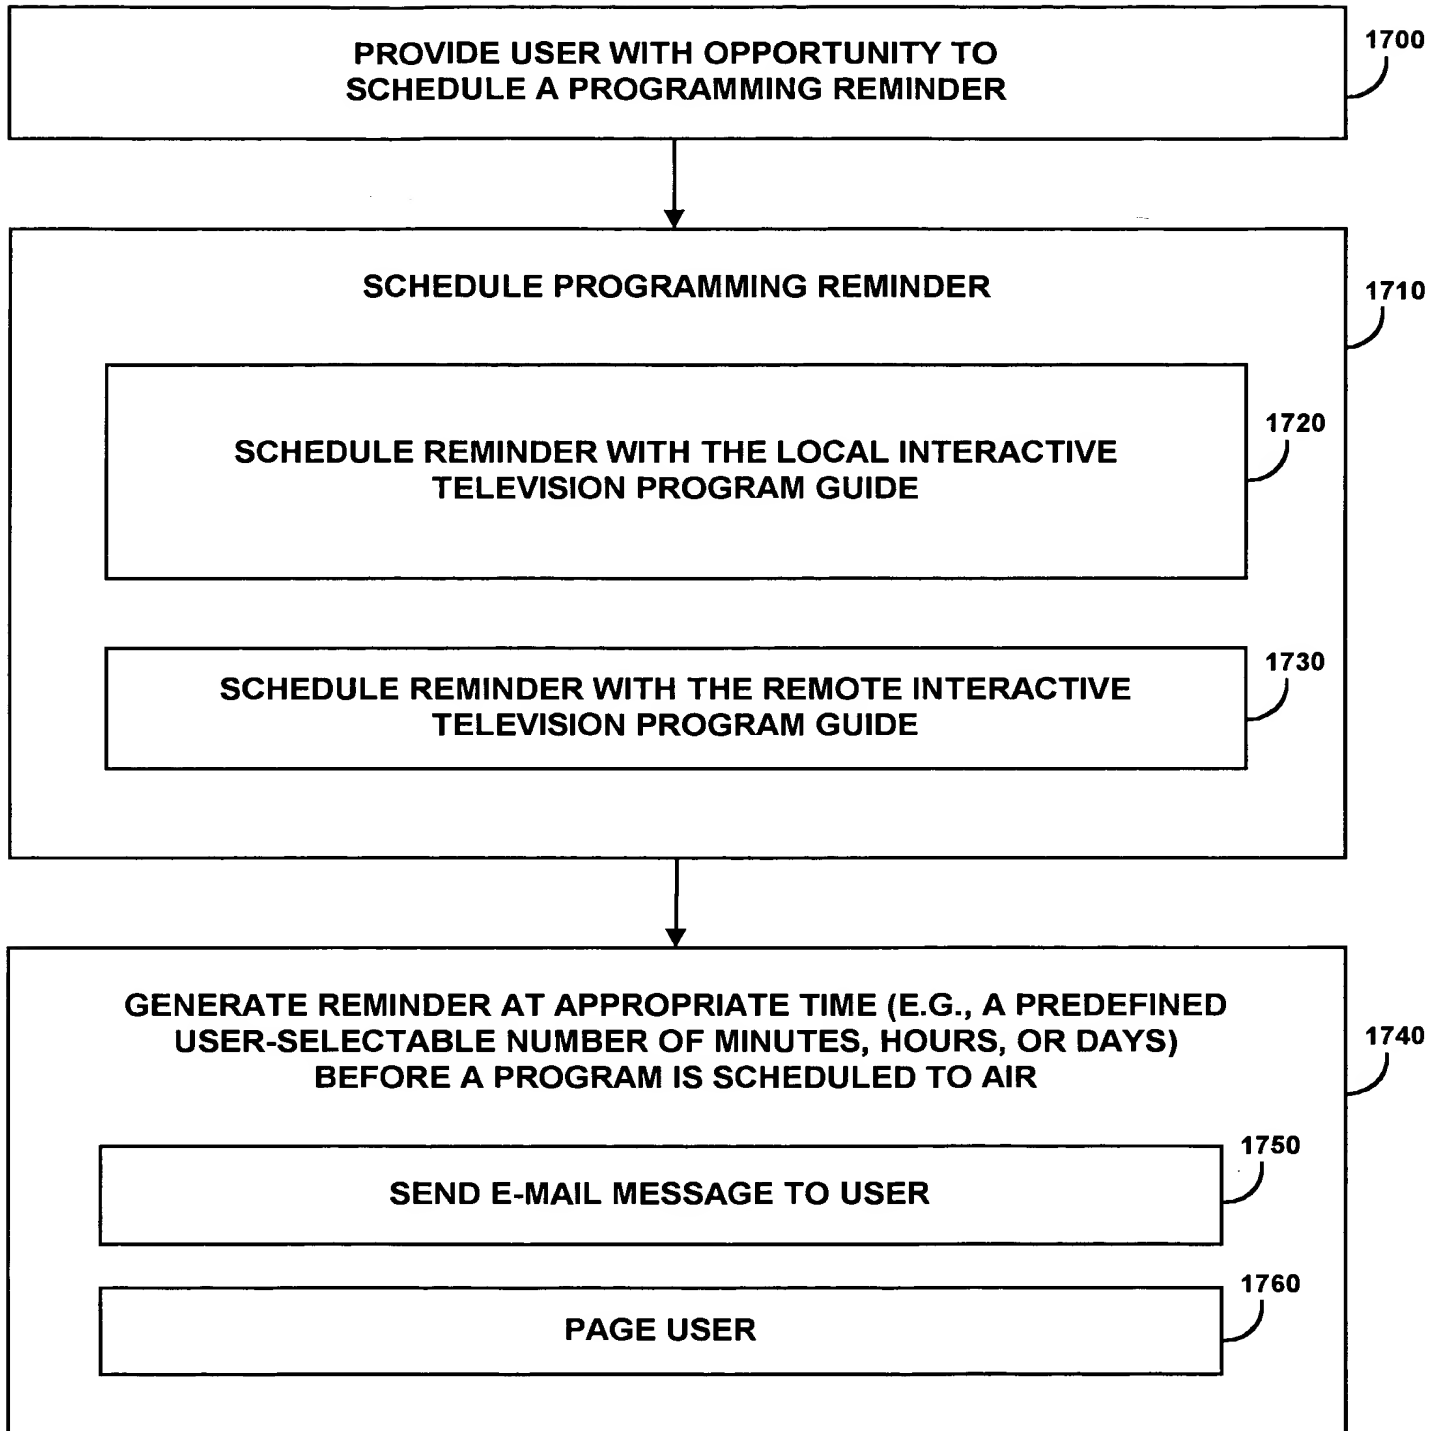 PROVIDE USER WITH OPPORTUNITY TO
SCHEDULE A PROGRAMMING REMINDER
1700
SCHEDULE PROGRAMMING REMINDER
1710
SCHEDULE REMINDER WITH THE LOCAL INTERACTIVE
TELEVISION PROGRAM GUIDE
1720
SCHEDULE REMINDER WITH THE REMOTE INTERACTIVE
TELEVISION PROGRAM GUIDE
1730
GENERATE REMINDER AT APPROPRIATE TIME (E.G., A PREDEFINED
USER-SELECTABLE NUMBER OF MINUTES, HOURS, OR DAYS)
BEFORE A PROGRAM IS SCHEDULED TO AIR
1740
SEND E-MAIL MESSAGE TO USER
1750
PAGE USER
1760